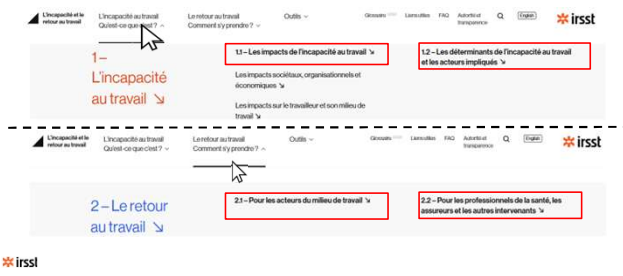 L'incapacité et le
retour au travail
L'incapacité au travail
Qu'est-ce que c'est ?
Le retour au travail
Comment s'y prendre ?
Outils
Glossaire
Liens utiles
FAQ
Autorité et
transparence
English
irsst
1 –
L'incapacité
au travail ↘
1.1 – Les impacts de l'incapacité au travail ↘
Les impacts sociétaux, organisationnels et
économiques ↘
Les impacts sur le travailleur et son milieu de
travail ↘
1.2 – Les déterminants de l'incapacité au travail
et les acteurs impliqués ↘
L'incapacité et le
retour au travail
L'incapacité au travail
Qu'est-ce que c'est ?
Le retour au travail
Comment s'y prendre ?
Outils
Glossaire
Liens utiles
FAQ
Autorité et
transparence
English
irsst
2 – Le retour
au travail ↘
2.1 – Pour les acteurs du milieu de travail ↘
2.2 – Pour les professionnels de la santé, les
assureurs et les autres intervenants ↘
irsst